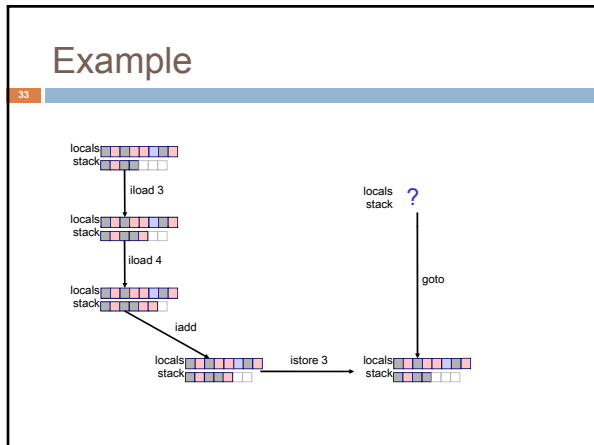 Example
33
locals
stack
iload 3
locals
stack
iload 4
locals
stack
iadd
locals
stack
istore 3
locals
stack
?
goto
locals
stack